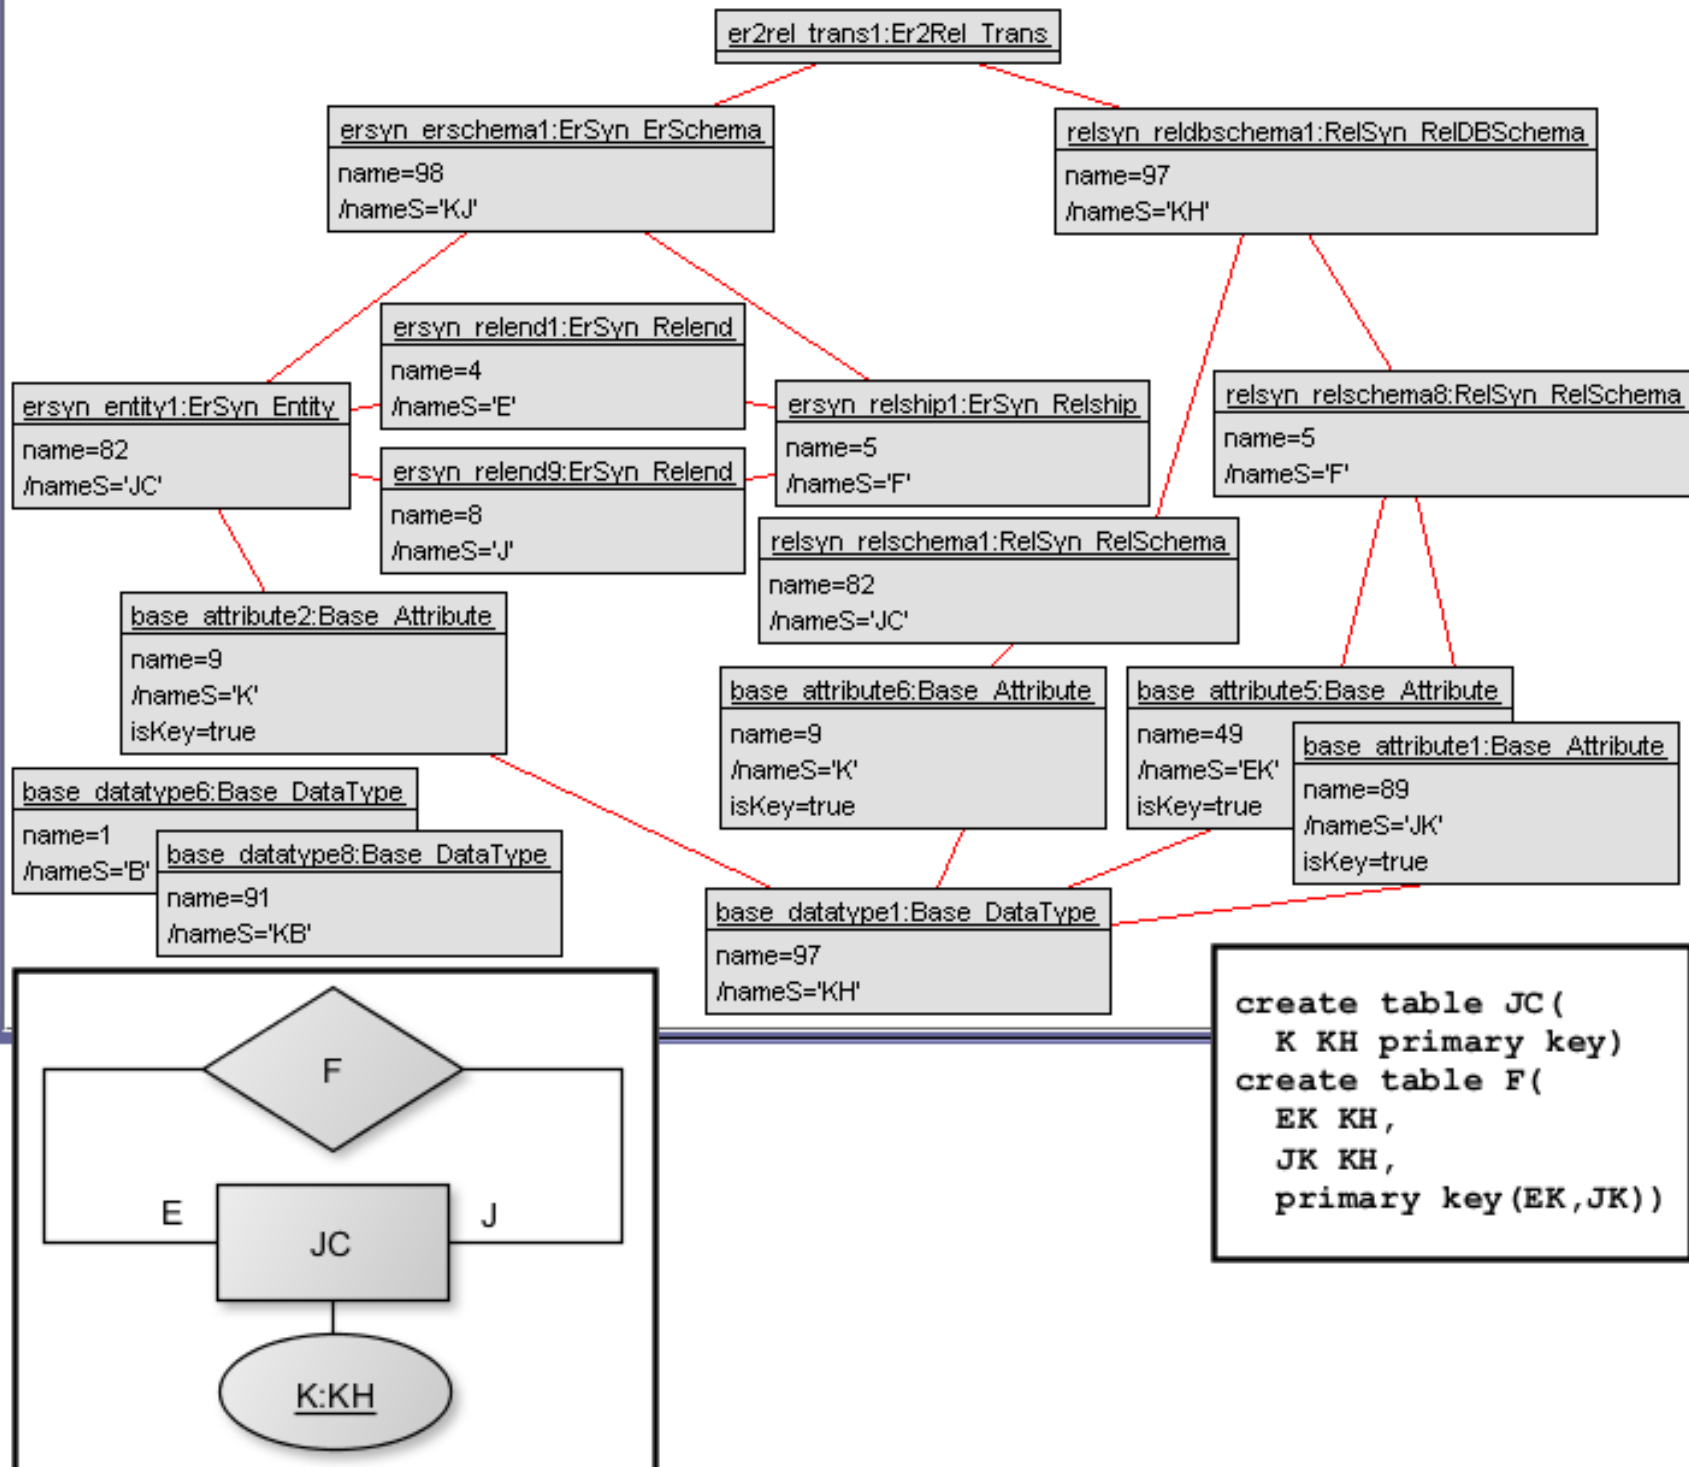 er2rel_trans1:Er2Rel_Trans
ersyn_erschema1:ErSyn_ErSchema
name=98
/nameS='KJ'
relsyn_reldbschema1:RelSyn_RelDBSchema
name=97
/nameS='KH'
ersyn_relend1:ErSyn_Relend
name=4
/nameS='E'
ersyn_entity1:ErSyn_Entity
name=82
/nameS='JC'
ersyn_relship1:ErSyn_Relship
name=5
/nameS='F'
relsyn_relschema8:RelSyn_RelSchema
name=5
/nameS='F'
ersyn_relend9:ErSyn_Relend
name=8
/nameS='J'
relsyn_relschema1:RelSyn_RelSchema
name=82
/nameS='JC'
base_attribute2:Base_Attribute
name=9
/nameS='K'
isKey=true
base_attribute6:Base_Attribute
name=9
/nameS='K'
isKey=true
base_attribute5:Base_Attribute
name=49
/nameS='EK'
isKey=true
base_attribute1:Base_Attribute
name=89
/nameS='JK'
isKey=true
base_datatype6:Base_DataType
name=1
/nameS='B'
base_datatype8:Base_DataType
name=91
/nameS='KB'
base_datatype1:Base_DataType
name=97
/nameS='KH'
F
E
J
JC
K:KH
create table JC(
K KH primary key)
create table F(
EK KH,
JK KH,
primary key(EK,JK))